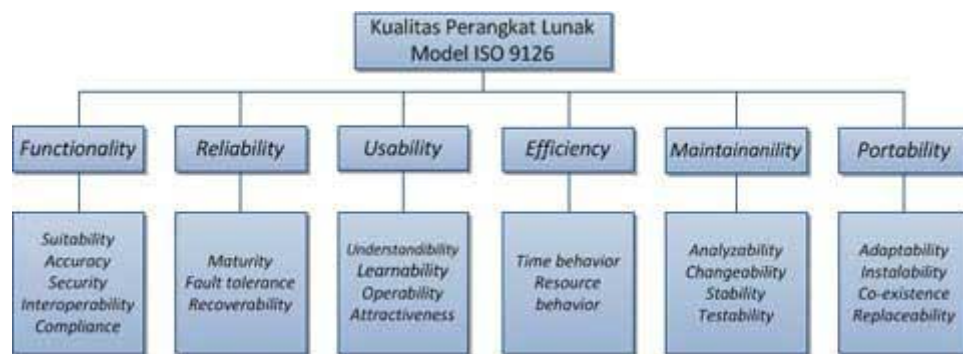 Kualitas Perangkat Lunak
Model ISO 9126
Functionality
Reliability
Usability
Efficiency
Maintainanility
Portability
Suitability
Accuracy
Security
Interoperability
Compliance
Maturity
Fault tolerance
Recoverability
Understandibility
Learnability
Operability
Attractiveness
Time behavior
Resource
behavior
Analyzability
Changeability
Stability
Testability
Adaptability
Instalobility
Co-existence
Replaceability